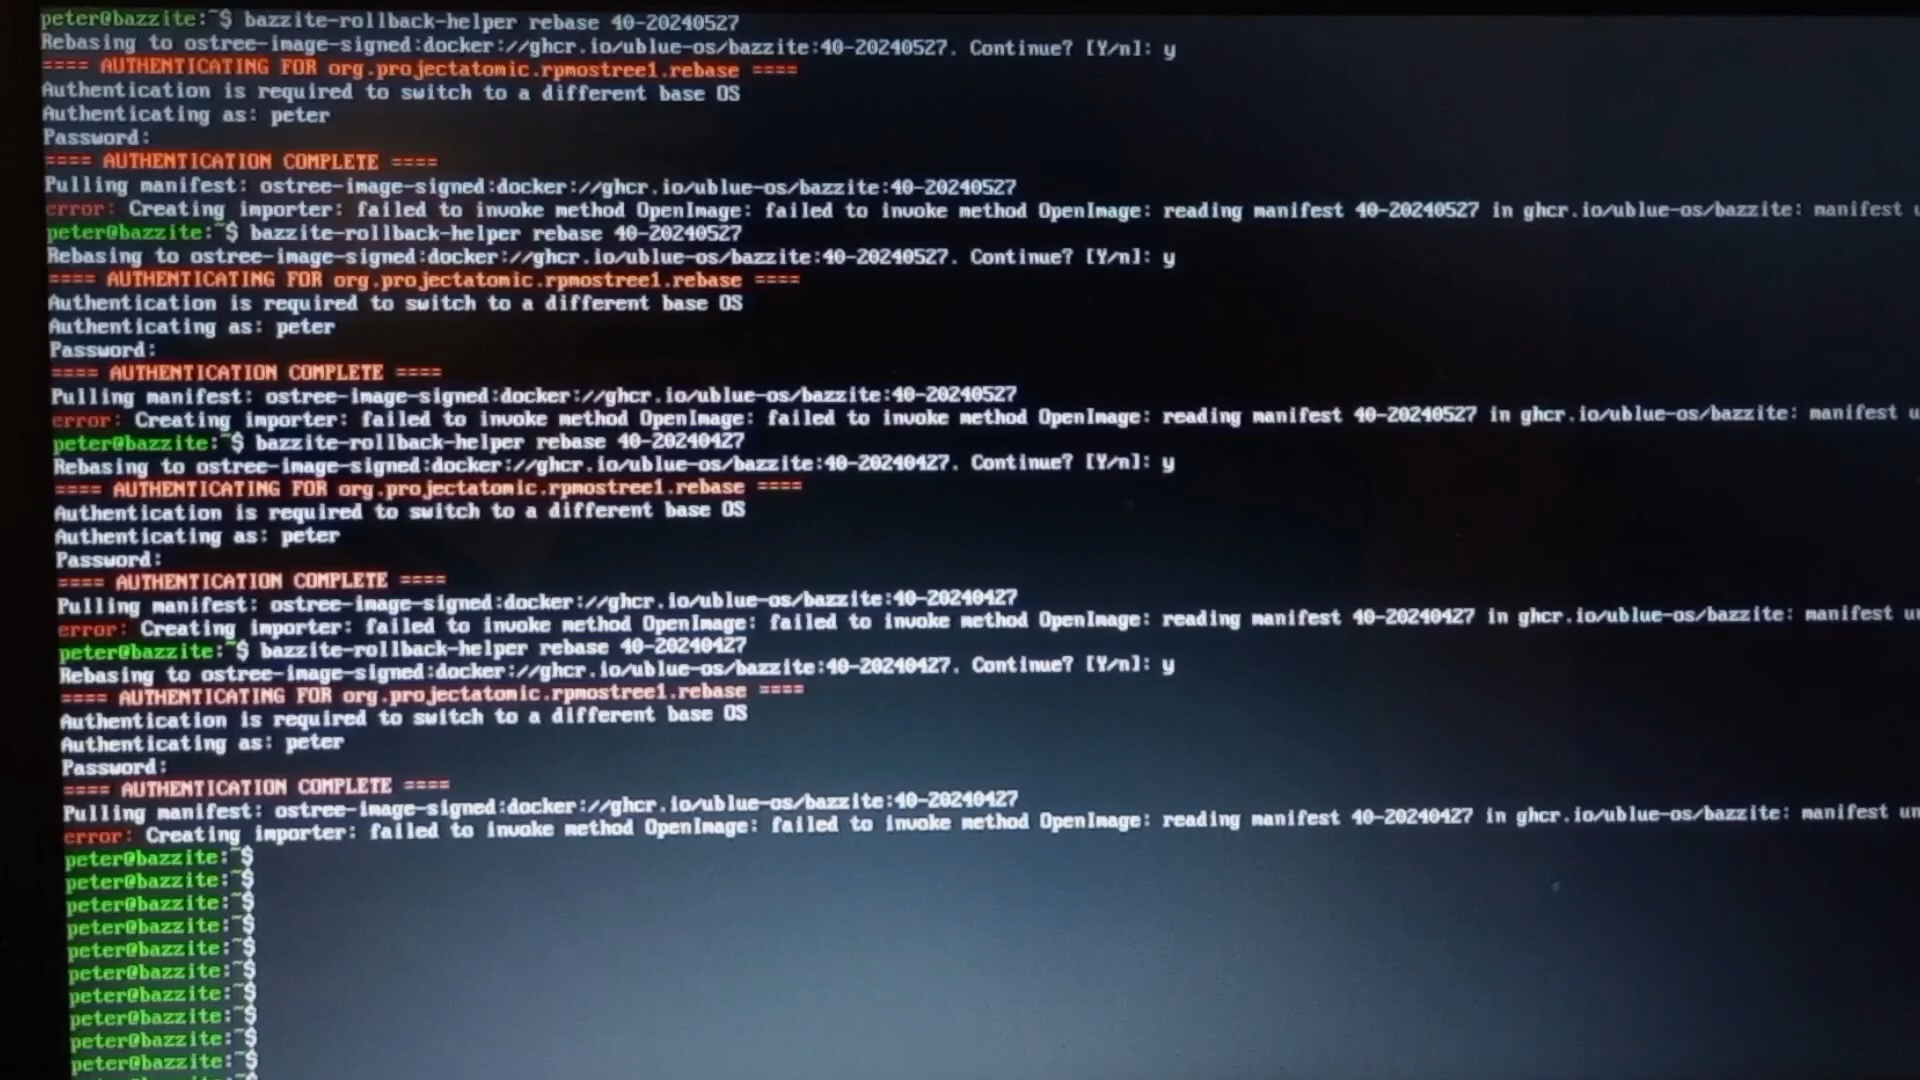 peter@bazzite:~$ bazzite-rollback-helper rebase 40-20240527
Rebasing to ostree-image-signed:docker://ghcr.io/ublue-os/bazzite:40-20240527. Continue? [Y/n]: y
==== AUTHENTICATING FOR org.projectatomic.rpmostree1.rebase ====
Authentication is required to switch to a different base OS
Authenticating as: peter
Password:
==== AUTHENTICATION COMPLETE ====
Pulling manifest: ostree-image-signed:docker://ghcr.io/ublue-os/bazzite:40-20240527
error: Creating importer: failed to invoke method OpenImage: failed to invoke method OpenImage: reading manifest 40-20240527 in ghcr.io/ublue-os/bazzite: manifest
peter@bazzite:~$ bazzite-rollback-helper rebase 40-20240527
Rebasing to ostree-image-signed:docker://ghcr.io/ublue-os/bazzite:40-20240527. Continue? [Y/n]: y
==== AUTHENTICATING FOR org.projectatomic.rpmostree1.rebase ====
Authentication is required to switch to a different base OS
Authenticating as: peter
Password:
==== AUTHENTICATION COMPLETE ====
Pulling manifest: ostree-image-signed:docker://ghcr.io/ublue-os/bazzite:40-20240527
error: Creating importer: failed to invoke method OpenImage: failed to invoke method OpenImage: reading manifest 40-20240527 in ghcr.io/ublue-os/bazzite: manifest u
peter@bazzite:~$ bazzite-rollback-helper rebase 40-20240427
Rebasing to ostree-image-signed:docker://ghcr.io/ublue-os/bazzite:40-20240427. Continue? [Y/n]: y
==== AUTHENTICATING FOR org.projectatomic.rpmostree1.rebase ====
Authentication is required to switch to a different base OS
Authenticating as: peter
Password:
==== AUTHENTICATION COMPLETE ====
Pulling manifest: ostree-image-signed:docker://ghcr.io/ublue-os/bazzite:40-20240427
error: Creating importer: failed to invoke method OpenImage: failed to invoke method OpenImage: reading manifest 40-20240427 in ghcr.io/ublue-os/bazzite: manifest u
peter@bazzite:~$ bazzite-rollback-helper rebase 40-20240427
Rebasing to ostree-image-signed:docker://ghcr.io/ublue-os/bazzite:40-20240427. Continue? [Y/n]: y
==== AUTHENTICATING FOR org.projectatomic.rpmostree1.rebase ====
Authentication is required to switch to a different base OS
Authenticating as: peter
Password:
==== AUTHENTICATION COMPLETE ====
Pulling manifest: ostree-image-signed:docker://ghcr.io/ublue-os/bazzite:40-20240427
error: Creating importer: failed to invoke method OpenImage: failed to invoke method OpenImage: reading manifest 40-20240427 in ghcr.io/ublue-os/bazzite: manifest un
peter@bazzite:~$
peter@bazzite:~$
peter@bazzite:~$
peter@bazzite:~$
peter@bazzite:~$
peter@bazzite:~$
peter@bazzite:~$
peter@bazzite:~$
peter@bazzite:~$
peter@bazzite:~$